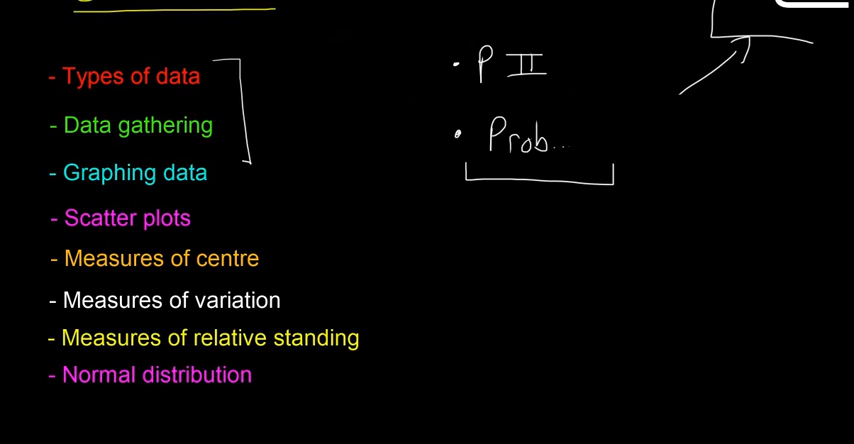 - Types of data
- Data gathering
- Graphing data
- Scatter plots
- Measures of centre
- Measures of variation
- Measures of relative standing
- Normal distribution
· P II
· Prob...